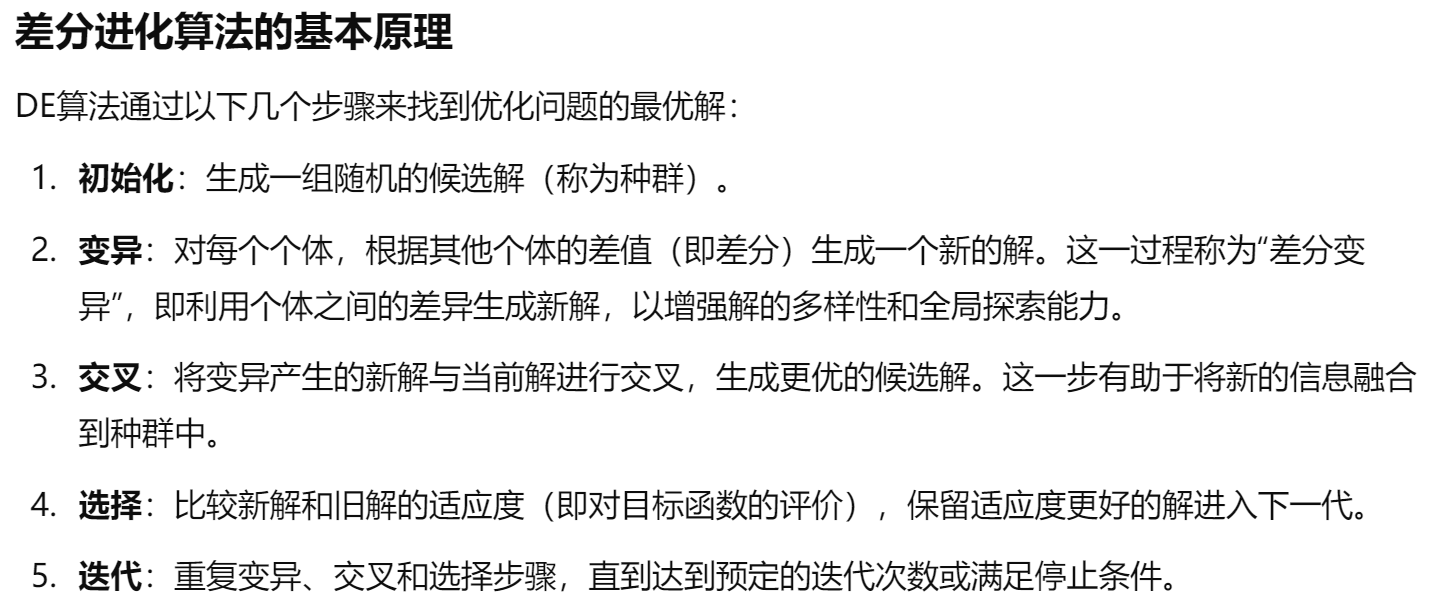 差分进化算法的基本原理
DE算法通过以下几个步骤来找到优化问题的最优解：
1. 初始化：生成一组随机的候选解（称为种群）。
2. 变异：对每个个体，根据其他个体的差值（即差分）生成一个新的解。这一过程称为“差分变
异”，即利用个体之间的差异生成新解，以增强解的多样性和全局探索能力。
3. 交叉：将变异产生的新解与当前解进行交叉，生成更优的候选解。这一步有助于将新的信息融合
到种群中。
4. 选择：比较新解和旧解的适应度（即对目标函数的评价），保留适应度更好的解进入下一代。
5. 迭代：重复变异、交叉和选择步骤，直到达到预定的迭代次数或满足停止条件。